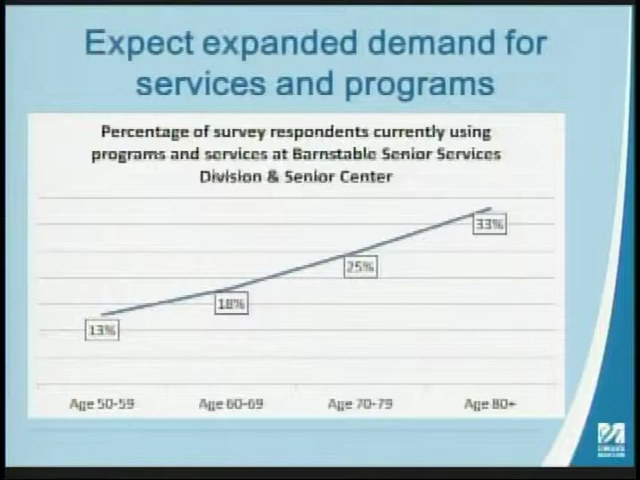 Expect expanded demand for
services and programs
Percentage of survey respondents currently using
programs and services at Barnstable Senior Services
Division & Senior Center
33%
25%
18%
13%
Age 50-59 Age 60-69 Age 70-79 Age 80+